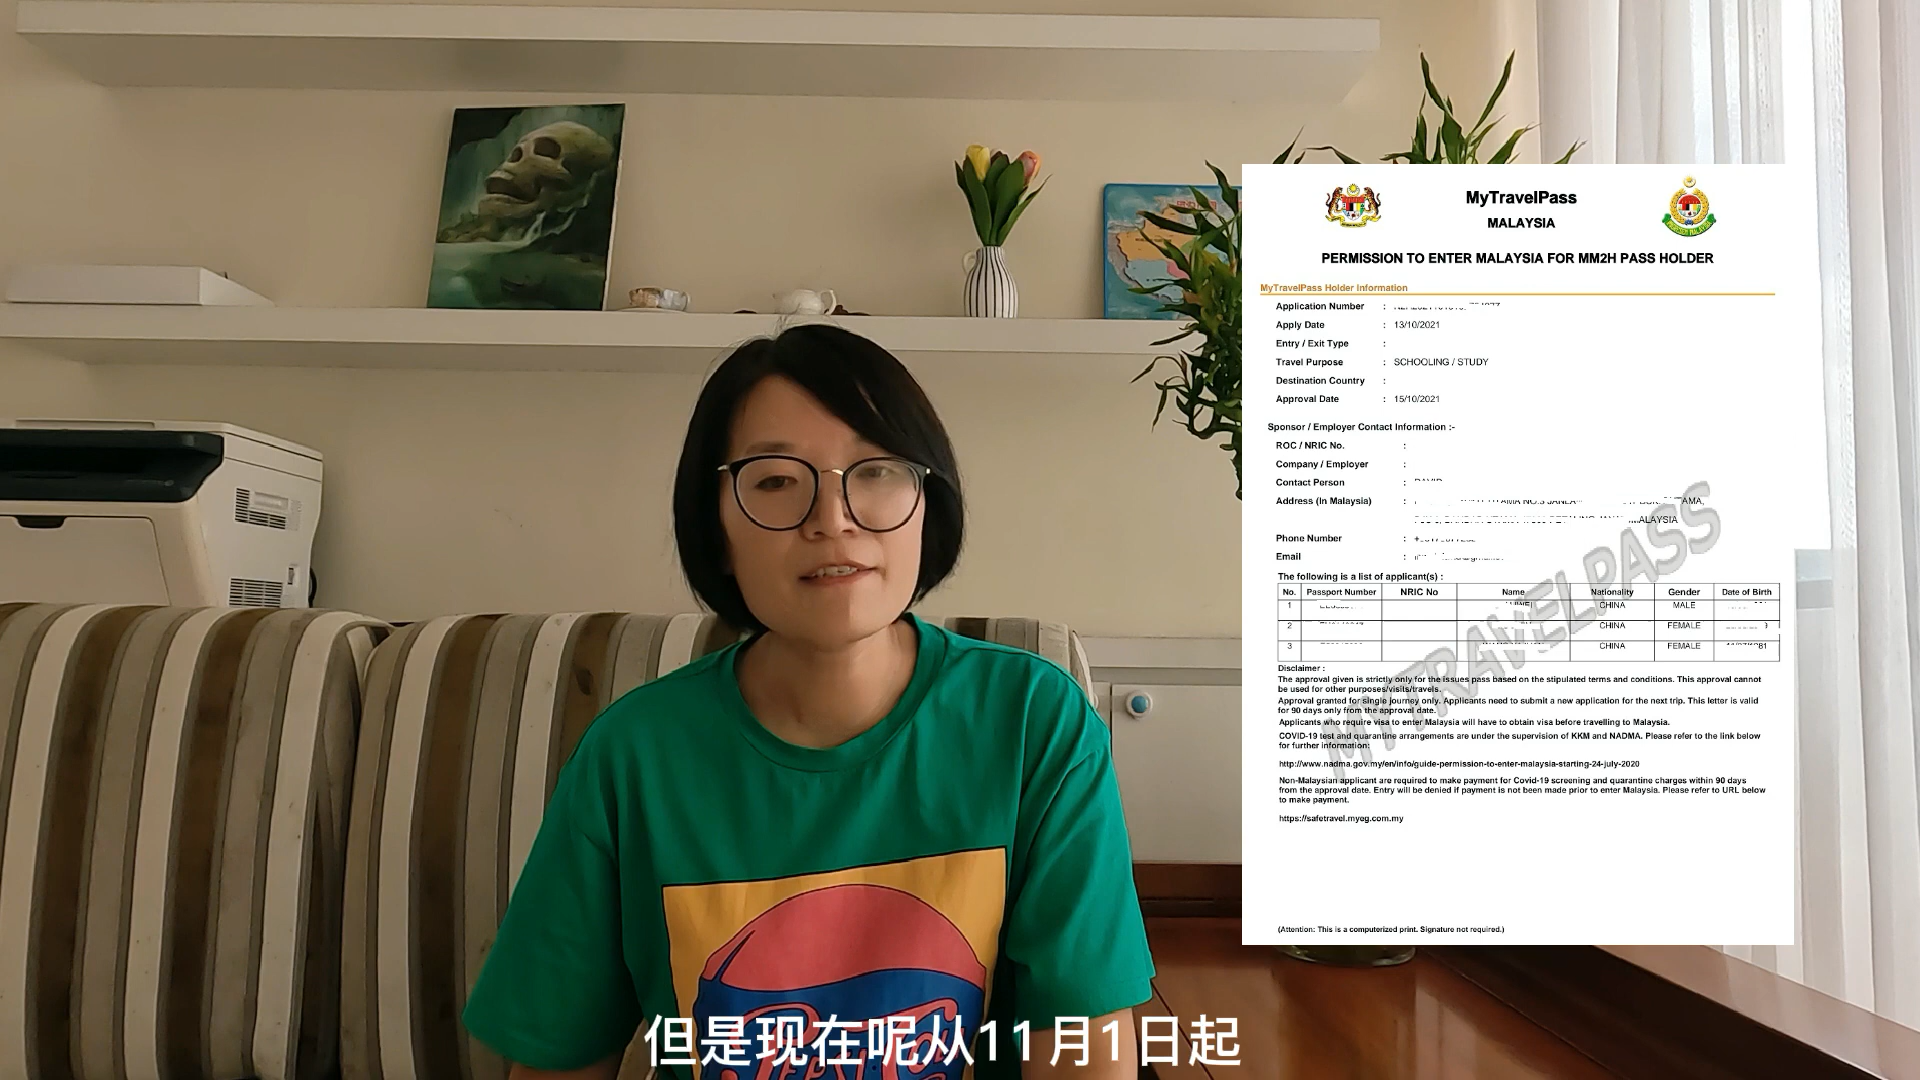 MyTravelPass
MALAYSIA
PERMISSION TO ENTER MALAYSIA FOR MM2H PASS HOLDER
MyTravelPass Holder Information
Application Number :
Apply Date : 13/10/2021
Entry / Exit Type :
Travel Purpose : SCHOOLING / STUDY
Destination Country :
Approval Date : 15/10/2021
Sponsor / Employer Contact Information :-
ROC / NRIC No. :
Company / Employer :
Contact Person :
Address (In Malaysia) :
MALAYSIA
Phone Number :
Email :
The following is a list of applicant(s) :
No. Passport Number NRIC No Name Nationality Gender Date of Birth
1 CHINA MALE
2 CHINA FEMALE
3 CHINA FEMALE
Disclaimer :
The approval given is strictly only for the issues pass based on the stipulated terms and conditions. This approval cannot
be used for other purposes/visits/travels.
Approval granted for single journey only. Applicants need to submit a new application for the next trip. This letter is valid
for 90 days only from the approval date.
Applicants who require visa to enter Malaysia will have to obtain visa before travelling to Malaysia.
COVID-19 test and quarantine arrangements are under the supervision of KKM and NADMA. Please refer to the link below
for further information:
http://www.nadma.gov.my/en/info/guide-permission-to-enter-malaysia-starting-24-july-2020
Non-Malaysian applicant are required to make payment for Covid-19 screening and quarantine charges within 90 days
from the approval date. Entry will be denied if payment is not been made prior to enter Malaysia. Please refer to URL below
to make payment.
https://safetravel.myeg.com.my
(Attention: This is a computerized print. Signature not required.)
MYTRAVELPASS
但是现在呢从11月1日起